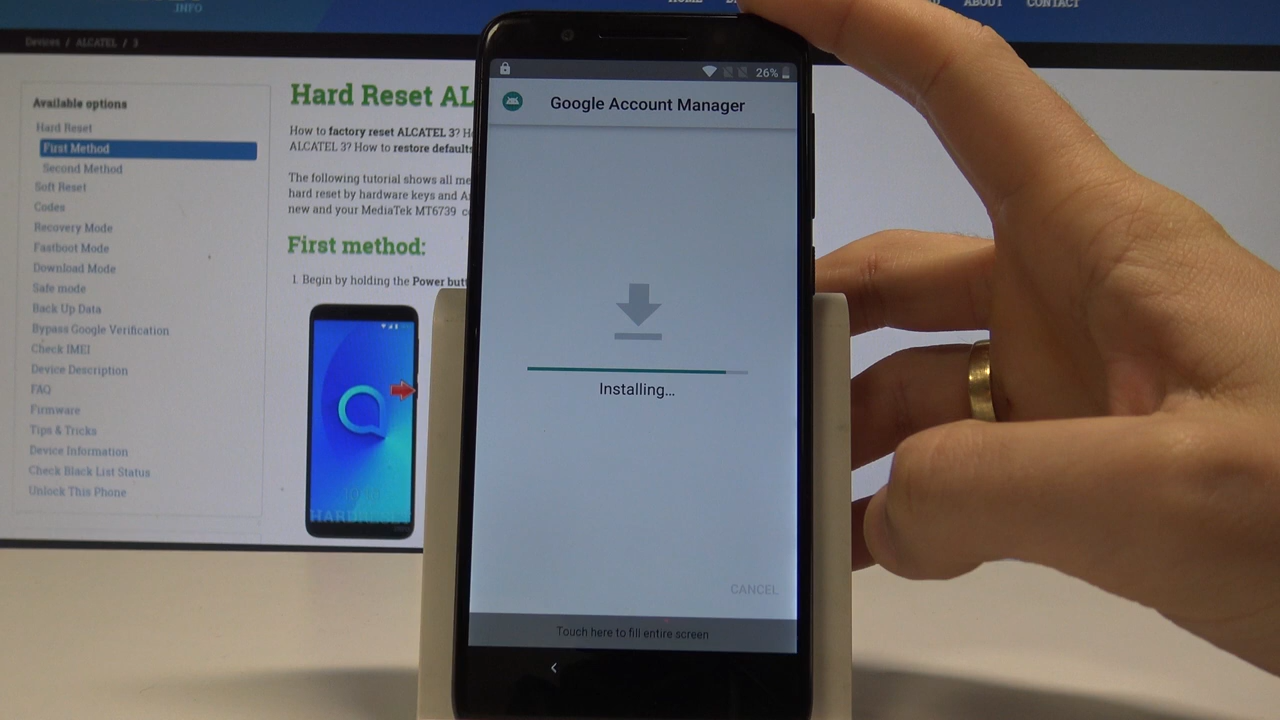 .INFO
HOME
ABOUT
CONTACT
Devices / ALCATEL / 3
Available options
Hard Reset
First Method
Second Method
Soft Reset
Codes
Recovery Mode
Fastboot Mode
Download Mode
Safe mode
Back Up Data
Bypass Google Verification
Check IMEI
Device Description
FAQ
Firmware
Tips & Tricks
Device Information
Check Black List Status
Unlock This Phone
Hard Reset AL
How to factory reset ALCATEL 3? H
ALCATEL 3? How to restore defaults
The following tutorial shows all me
hard reset by hardware keys and A
new and your MediaTek MT6739
First method:
1. Begin by holding the Power but
26%
Google Account Manager
Installing...
CANCEL
Touch here to fill entire screen